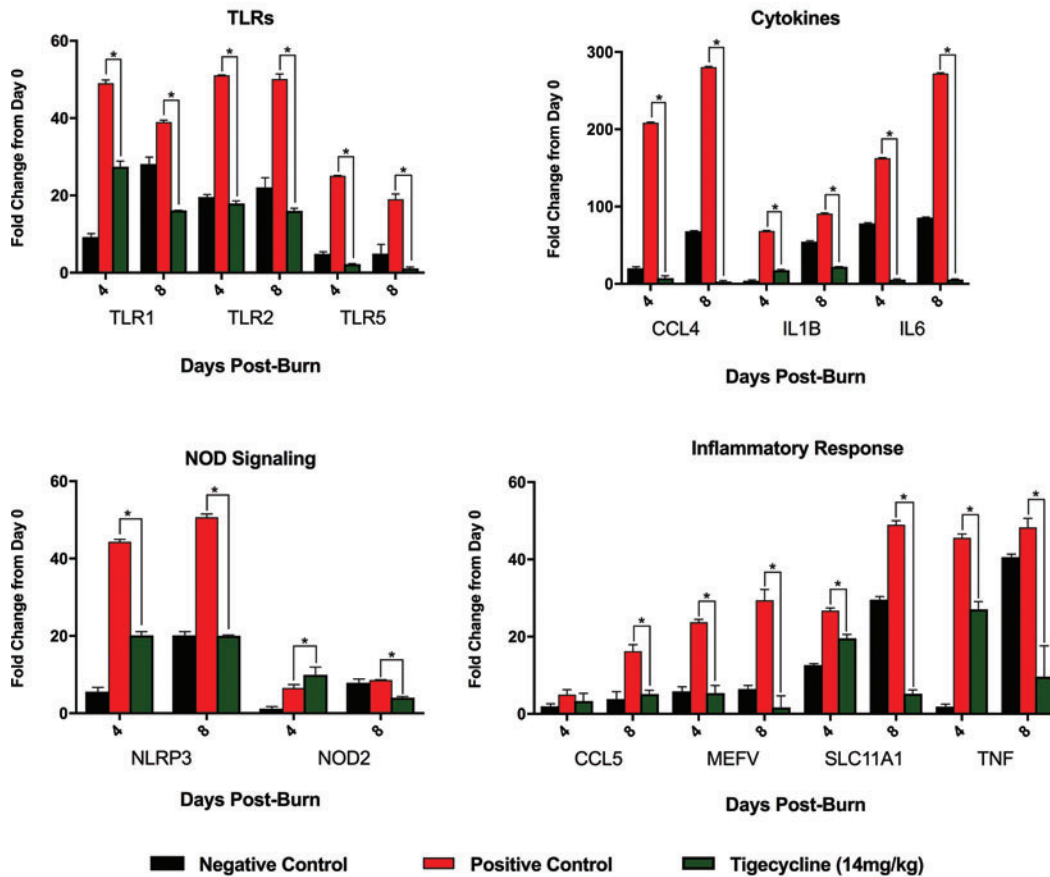 TLRs
Fold Change from Day 0
60
40
20
0
*
*
*
*
*
*
4
8
4
8
4
8
TLR1
TLR2
TLR5
Days Post-Burn
Cytokines
Fold Change from Day 0
300
200
100
0
*
*
*
*
*
*
4
8
4
8
4
8
CCL4
IL1B
IL6
Days Post-Burn
NOD Signaling
Fold Change from Day 0
60
40
20
0
*
*
*
*
4
8
4
8
NLRP3
NOD2
Days Post-Burn
Inflammatory Response
Fold Change from Day 0
60
40
20
0
*
*
*
*
*
*
*
4
8
4
8
4
8
4
8
CCL5
MEFV
SLC11A1
TNF
Days Post-Burn
Negative Control
Positive Control
Tigecycline (14mg/kg)